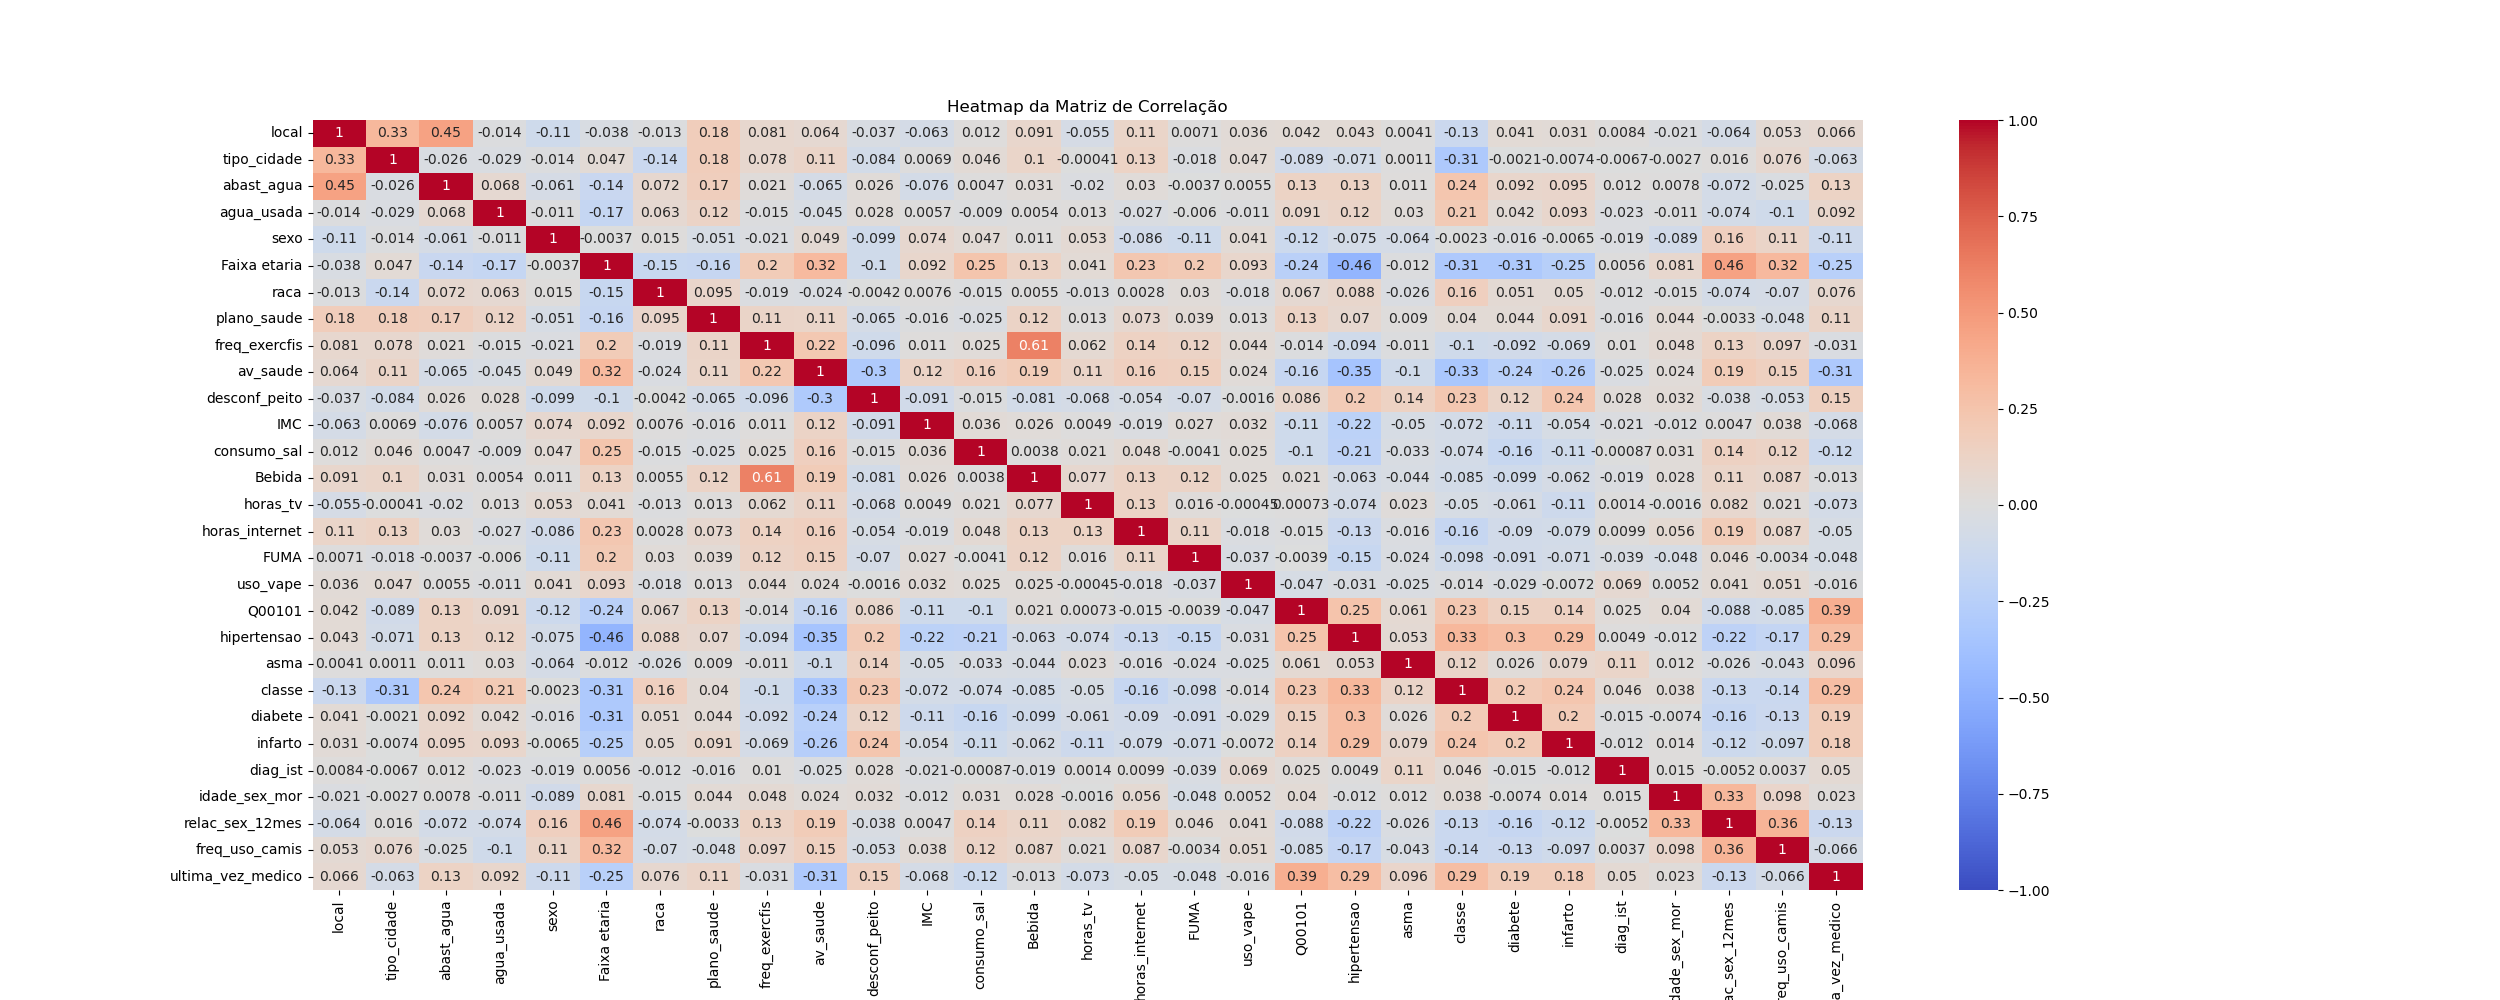 Heatmap da Matriz de Correlação
local 1 0.33 0.45 -0.014 -0.11 -0.038 -0.013 0.18 0.081 0.064 -0.037 -0.063 0.012 0.091 -0.055 0.11 0.0071 0.036 0.042 0.043 0.0041 -0.13 0.041 0.031 0.0084 -0.021 -0.064 0.053 0.066
tipo_cidade 0.33 1 -0.026 -0.029 -0.014 0.047 -0.14 0.18 0.078 0.11 -0.084 0.0069 0.046 0.1 -0.00041 0.13 -0.018 0.047 -0.089 -0.071 0.0011 -0.31 -0.0021 -0.0074 -0.0067 -0.0027 0.016 0.076 -0.063
abast_agua 0.45 -0.026 1 0.068 -0.061 -0.14 0.072 0.17 0.021 -0.065 0.026 -0.076 0.0047 0.031 -0.02 0.03 -0.0037 0.0055 0.13 0.13 0.011 0.24 0.092 0.095 0.012 0.0078 -0.072 -0.025 0.13
agua_usada -0.014 -0.029 0.068 1 -0.011 -0.17 0.063 0.12 -0.015 -0.045 0.028 0.0057 -0.009 0.0054 0.013 -0.027 -0.006 -0.011 0.091 0.12 0.03 0.21 0.042 0.093 -0.023 -0.011 -0.074 -0.1 0.092
sexo -0.11 -0.014 -0.061 -0.011 1 -0.0037 0.015 -0.051 -0.021 0.049 -0.099 0.074 0.047 0.011 0.053 -0.086 -0.11 0.041 -0.12 -0.075 -0.064 -0.0023 -0.016 -0.0065 -0.019 -0.089 0.16 0.11 -0.11
Faixa etaria -0.038 0.047 -0.14 -0.17 -0.0037 1 -0.15 -0.16 0.2 0.32 -0.1 0.092 0.25 0.13 0.041 0.23 0.2 0.093 -0.24 -0.46 -0.012 -0.31 -0.31 -0.25 0.0056 0.081 0.46 0.32 -0.25
raca -0.013 -0.14 0.072 0.063 0.015 -0.15 1 0.095 -0.019 -0.024 -0.0042 0.0076 -0.015 0.0055 -0.013 0.0028 0.03 -0.018 0.067 0.088 -0.026 0.16 0.051 0.05 -0.012 -0.015 -0.074 -0.07 0.076
plano_saude 0.18 0.18 0.17 0.12 -0.051 -0.16 0.095 1 0.11 0.11 -0.065 -0.016 -0.025 0.12 0.013 0.073 0.039 0.013 0.13 0.07 0.009 0.04 0.044 0.091 -0.016 0.044 -0.0033 -0.048 0.11
freq_exercfis 0.081 0.078 0.021 -0.015 -0.021 0.2 -0.019 0.11 1 0.22 -0.096 0.011 0.025 0.61 0.062 0.14 0.12 0.044 -0.014 -0.094 -0.011 -0.1 -0.092 -0.069 0.01 0.048 0.13 0.097 -0.031
av_saude 0.064 0.11 -0.065 -0.045 0.049 0.32 -0.024 0.11 0.22 1 -0.3 0.12 0.16 0.19 0.11 0.16 0.15 0.024 -0.16 -0.35 -0.1 -0.33 -0.24 -0.26 -0.025 0.024 0.19 0.15 -0.31
desconf_peito -0.037 -0.084 0.026 0.028 -0.099 -0.1 -0.0042 -0.065 -0.096 -0.3 1 -0.091 -0.015 -0.081 -0.068 -0.054 -0.07 -0.0016 0.086 0.2 0.14 0.23 0.12 0.24 0.028 0.032 -0.038 -0.053 0.15
IMC -0.063 0.0069 -0.076 0.0057 0.074 0.092 0.0076 -0.016 0.011 0.12 -0.091 1 0.036 0.026 0.0049 -0.019 0.027 0.032 -0.11 -0.22 -0.05 -0.072 -0.11 -0.054 -0.021 -0.012 0.0047 0.038 -0.068
consumo_sal 0.012 0.046 0.0047 -0.009 0.047 0.25 -0.015 -0.025 0.025 0.16 -0.015 0.036 1 0.0038 0.021 0.048 -0.0041 0.025 -0.1 -0.21 -0.033 -0.074 -0.16 -0.11 -0.00087 0.031 0.14 0.12 -0.12
Bebida 0.091 0.1 0.031 0.0054 0.011 0.13 0.0055 0.12 0.61 0.19 -0.081 0.026 0.0038 1 0.077 0.13 0.12 0.025 0.021 -0.063 -0.044 -0.085 -0.099 -0.062 -0.019 0.028 0.11 0.087 -0.013
horas_tv -0.055 -0.00041 -0.02 0.013 0.053 0.041 -0.013 0.013 0.062 0.11 -0.068 0.0049 0.021 0.077 1 0.13 0.016 -0.00045 0.00073 -0.074 0.023 -0.05 -0.061 -0.11 0.0014 -0.0016 0.082 0.021 -0.073
horas_internet 0.11 0.13 0.03 -0.027 -0.086 0.23 0.0028 0.073 0.14 0.16 -0.054 -0.019 0.048 0.13 0.13 1 0.11 -0.018 -0.015 -0.13 -0.016 -0.16 -0.09 -0.079 0.0099 0.056 0.19 0.087 -0.05
FUMA 0.0071 -0.018 -0.0037 -0.006 -0.11 0.2 0.03 0.039 0.12 0.15 -0.07 0.027 -0.0041 0.12 0.016 0.11 1 -0.037 -0.0039 -0.15 -0.024 -0.098 -0.091 -0.071 -0.039 -0.048 0.046 -0.0034 -0.048
uso_vape 0.036 0.047 0.0055 -0.011 0.041 0.093 -0.018 0.013 0.044 0.024 -0.0016 0.032 0.025 0.025 -0.00045 -0.018 -0.037 1 -0.047 -0.031 -0.025 -0.014 -0.029 -0.0072 0.069 0.0052 0.041 0.051 -0.016
Q00101 0.042 -0.089 0.13 0.091 -0.12 -0.24 0.067 0.13 -0.014 -0.16 0.086 -0.11 -0.1 0.021 0.00073 -0.015 -0.0039 -0.047 1 0.25 0.061 0.23 0.15 0.14 0.025 0.04 -0.088 -0.085 0.39
hipertensao 0.043 -0.071 0.13 0.12 -0.075 -0.46 0.088 0.07 -0.094 -0.35 0.2 -0.22 -0.21 -0.063 -0.074 -0.13 -0.15 -0.031 0.25 1 0.053 0.33 0.3 0.29 0.0049 -0.012 -0.22 -0.17 0.29
asma 0.0041 0.0011 0.011 0.03 -0.064 -0.012 -0.026 0.009 -0.011 -0.1 0.14 -0.05 -0.033 -0.044 0.023 -0.016 -0.024 -0.025 0.061 0.053 1 0.12 0.026 0.079 0.11 0.012 -0.026 -0.043 0.096
classe -0.13 -0.31 0.24 0.21 -0.0023 -0.31 0.16 0.04 -0.1 -0.33 0.23 -0.072 -0.074 -0.085 -0.05 -0.16 -0.098 -0.014 0.23 0.33 0.12 1 0.2 0.24 0.046 0.038 -0.13 -0.14 0.29
diabete 0.041 -0.0021 0.092 0.042 -0.016 -0.31 0.051 0.044 -0.092 -0.24 0.12 -0.11 -0.16 -0.099 -0.061 -0.09 -0.091 -0.029 0.15 0.3 0.026 0.2 1 0.2 -0.015 -0.0074 -0.16 -0.13 0.19
infarto 0.031 -0.0074 0.095 0.093 -0.0065 -0.25 0.05 0.091 -0.069 -0.26 0.24 -0.054 -0.11 -0.062 -0.11 -0.079 -0.071 -0.0072 0.14 0.29 0.079 0.24 0.2 1 -0.012 0.014 -0.12 -0.097 0.18
diag_ist 0.0084 -0.0067 0.012 -0.023 -0.019 0.0056 -0.012 -0.016 0.01 -0.025 0.028 -0.021 -0.00087 -0.019 0.0014 0.0099 -0.039 0.069 0.025 0.0049 0.11 0.046 -0.015 -0.012 1 0.015 -0.0052 0.0037 0.05
idade_sex_mor -0.021 -0.0027 0.0078 -0.011 -0.089 0.081 -0.015 0.044 0.048 0.024 0.032 -0.012 0.031 0.028 -0.0016 0.056 -0.048 0.0052 0.04 -0.012 0.012 0.038 -0.0074 0.014 0.015 1 0.33 0.098 0.023
relac_sex_12mes -0.064 0.016 -0.072 -0.074 0.16 0.46 -0.074 -0.0033 0.13 0.19 -0.038 0.0047 0.14 0.11 0.082 0.19 0.046 0.041 -0.088 -0.22 -0.026 -0.13 -0.16 -0.12 -0.0052 0.33 1 0.36 -0.13
freq_uso_camis 0.053 0.076 -0.025 -0.1 0.11 0.32 -0.07 -0.048 0.097 0.15 -0.053 0.038 0.12 0.087 0.021 0.087 -0.0034 0.051 -0.085 -0.17 -0.043 -0.14 -0.13 -0.097 0.0037 0.098 0.36 1 -0.066
ultima_vez_medico 0.066 -0.063 0.13 0.092 -0.11 -0.25 0.076 0.11 -0.031 -0.31 0.15 -0.068 -0.12 -0.013 -0.073 -0.05 -0.048 -0.016 0.39 0.29 0.096 0.29 0.19 0.18 0.05 0.023 -0.13 -0.066 1
local tipo_cidade abast_agua agua_usada sexo Faixa etaria raca plano_saude freq_exercfis av_saude desconf_peito IMC consumo_sal Bebida horas_tv horas_internet FUMA uso_vape Q00101 hipertensao asma classe diabete infarto diag_ist dade_sex_mor ac_sex_12mes req_uso_camis a_vez_medico
1.00
0.75
0.50
0.25
0.00
−0.25
−0.50
−0.75
−1.00